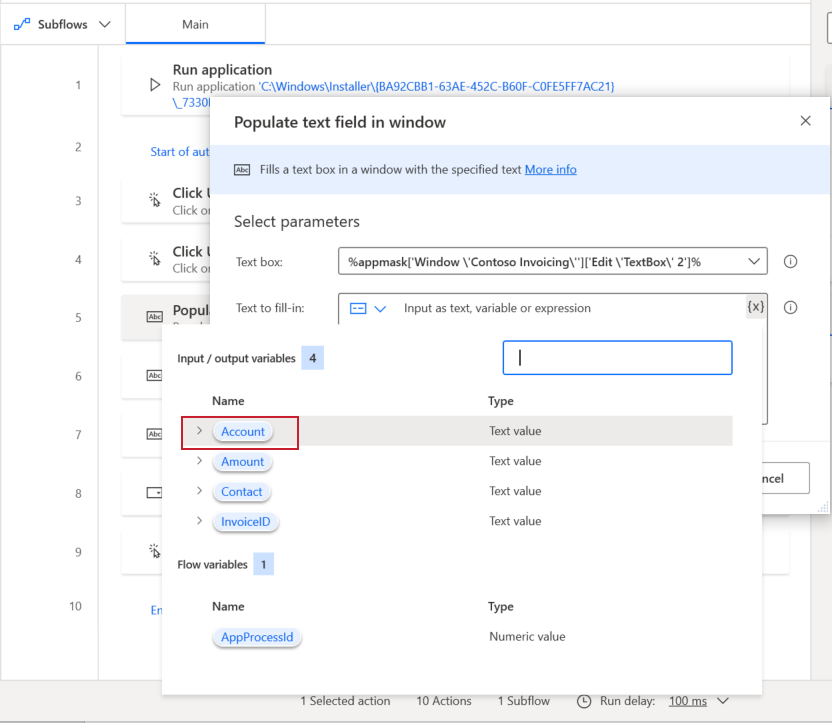 Subflows
Main
1
Run application
Run application 'C:\Windows\Installer\{BA92CBB1-63AE-452C-B60F-C0FE5FF7AC21}
\_7330
2
Start of aut
3
Click
Click o
4
Click
Click o
5
Abc
Popul
6
Abc
7
Abc
8
9
10
En
Populate text field in window
Abc
Fills a text box in a window with the specified text More info
Select parameters
Text box:
%appmask['Window \'Contoso Invoicing\'']['Edit \'TextBox\' 2']%
Text to fill-in:
Input as text, variable or expression
{x}
Input / output variables 4
Name Type
Account Text value
Amount Text value
Contact Text value
InvoiceID Text value
Flow variables 1
Name Type
AppProcessId Numeric value
ncel
1 Selected action 10 Actions 1 Subflow Run delay: 100 ms